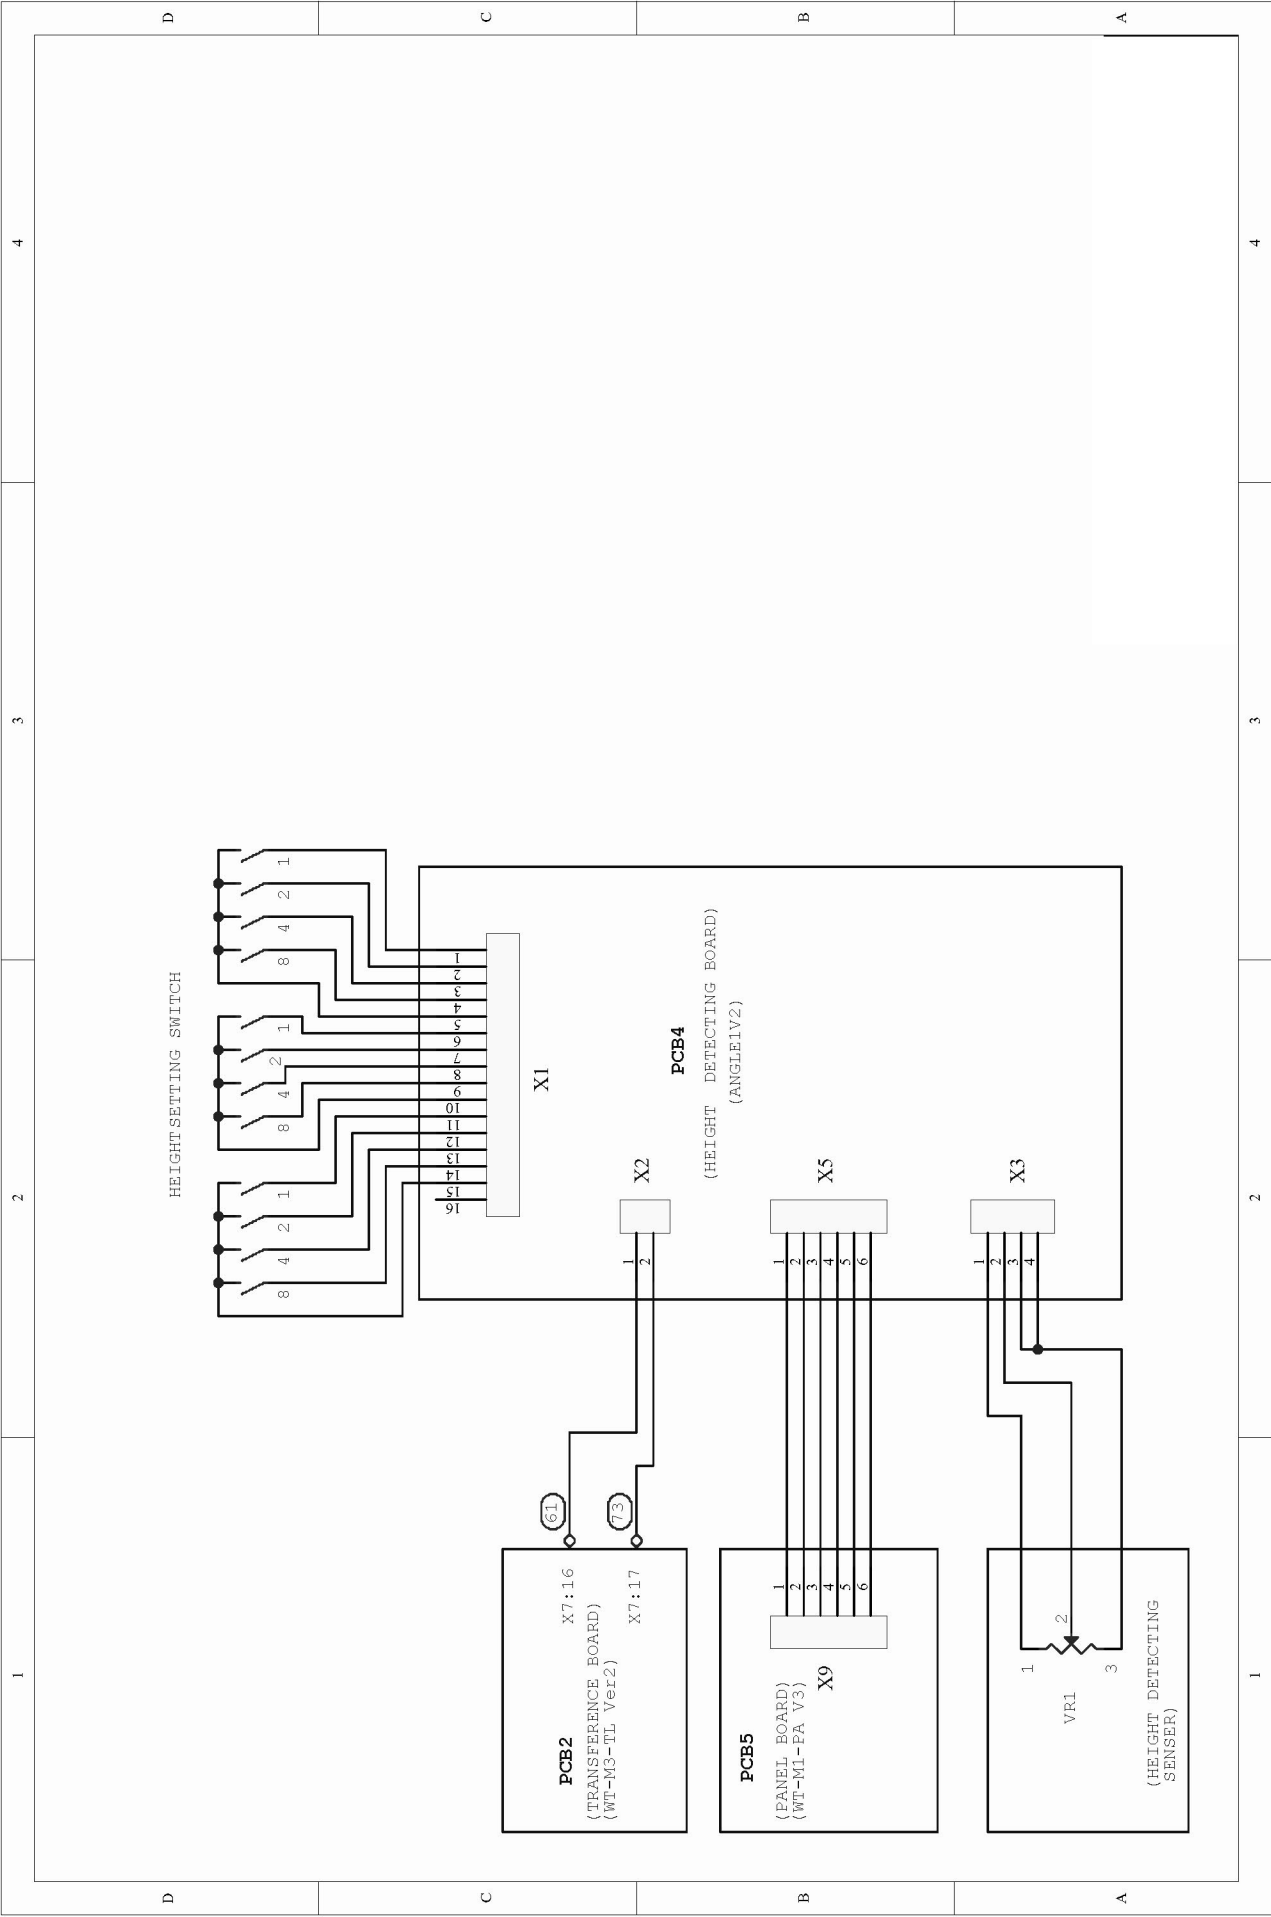 1
2
3
4
D
C
B
A
HEIGHTSETTING SWITCH
8
4
2
1
8
4
2
1
8
4
2
1
16
15
14
13
12
11
10
9
8
7
6
5
4
3
2
1
X1
61
73
X7:16
X7:17
PCB2
(TRANSFERENCE BOARD)
(WT-M3-TL Ver2)
1
2
X2
PCB4
(HEIGHT DETECTING BOARD)
(ANGLE1V2)
PCB5
(PANEL BOARD)
(WT-M1-PA V3)
X9
1
2
3
4
5
6
1
2
3
4
5
6
X5
1
2
3
4
X3
1
2
3
VR1
(HEIGHT DETECTING
SENSER)
D
C
B
A
1
2
3
4